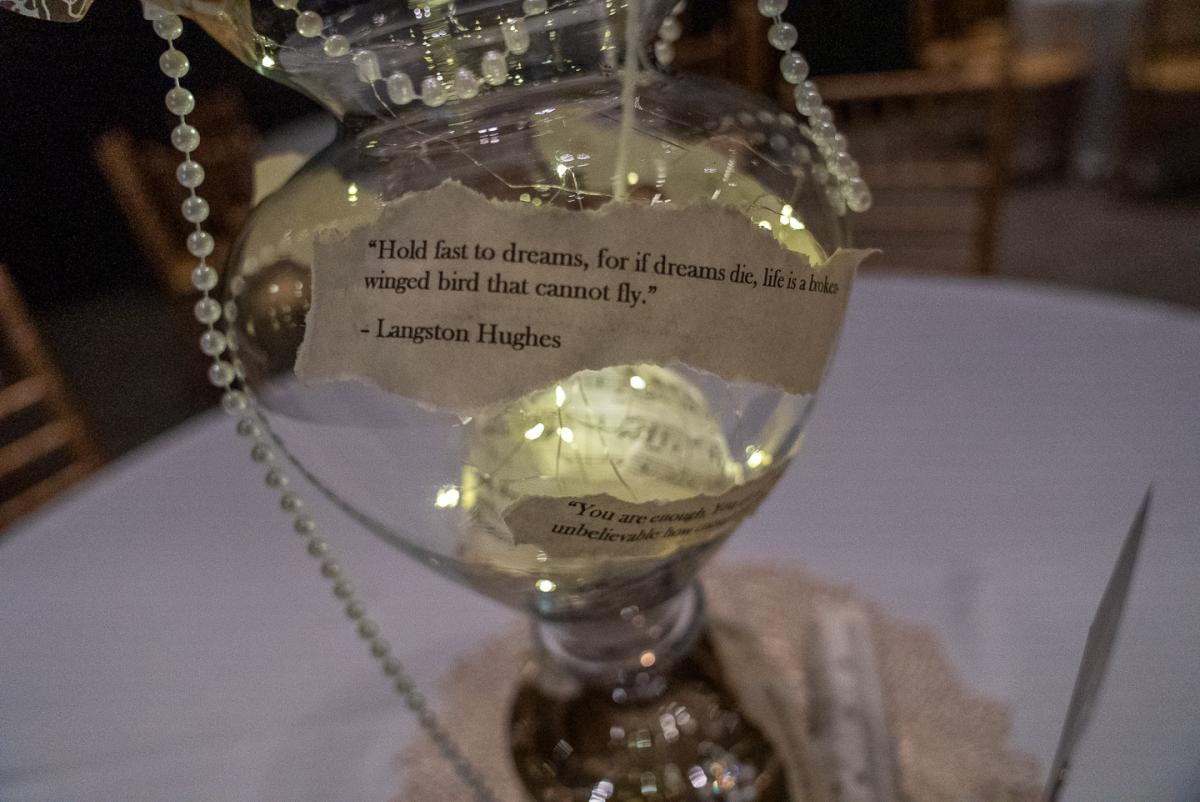 “Hold fast to dreams, for if dreams die, life is a broken-
winged bird that cannot fly.”
- Langston Hughes
“You are enough.
unbelievable how